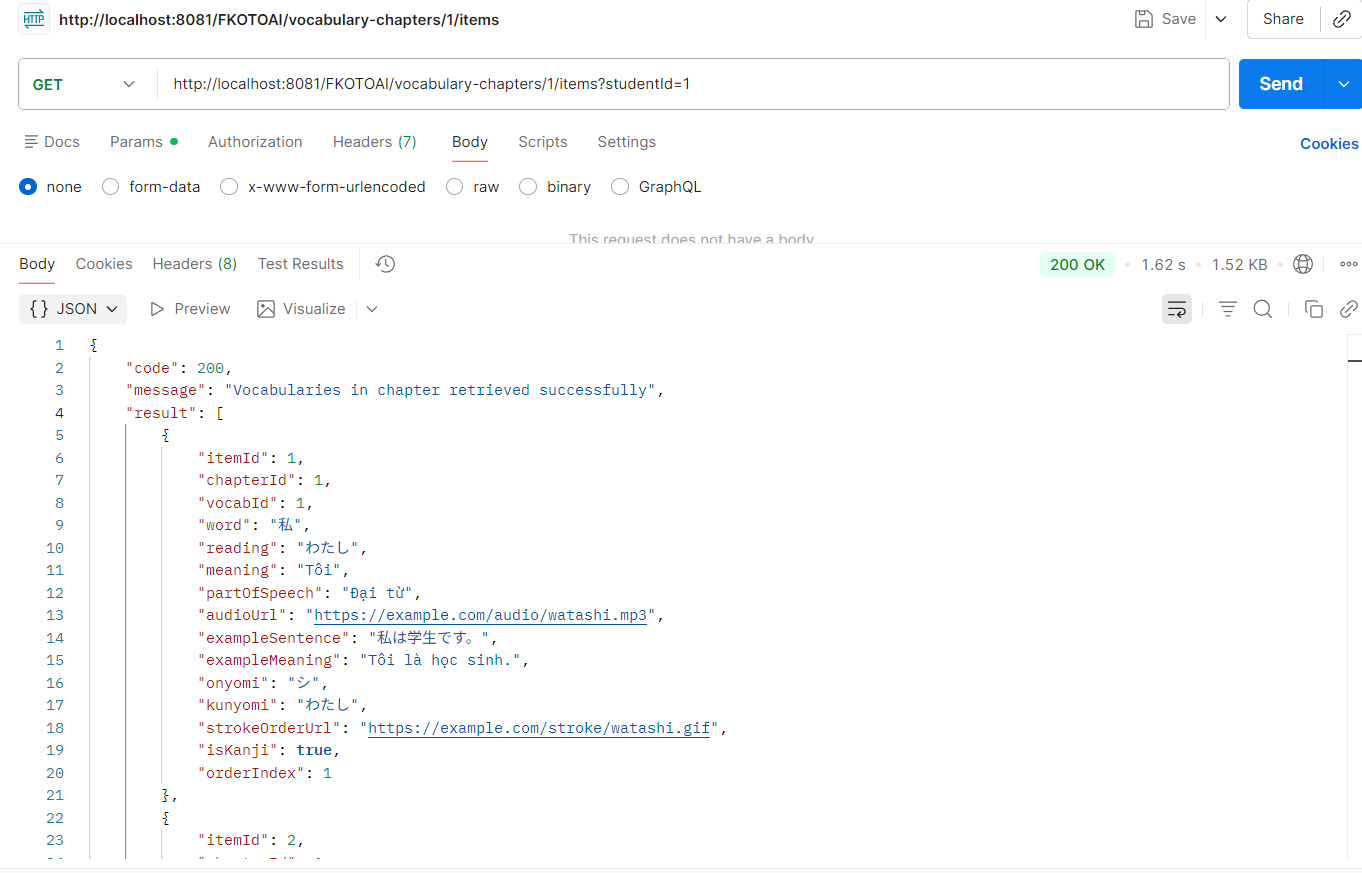 HTTP http://localhost:8081/FKOTOAI/vocabulary-chapters/1/items Save Share
GET http://localhost:8081/FKOTOAI/vocabulary-chapters/1/items?studentId=1 Send
Docs Params Authorization Headers (7) Body Scripts Settings Cookies
none form-data x-www-form-urlencoded raw binary GraphQL
This request does not have a body
Body Cookies Headers (8) Test Results 200 OK 1.62 s 1.52 KB
{} JSON Preview Visualize
1 {
2 "code": 200,
3 "message": "Vocabularies in chapter retrieved successfully",
4 "result": [
5 {
6 "itemId": 1,
7 "chapterId": 1,
8 "vocabId": 1,
9 "word": "私",
10 "reading": "わたし",
11 "meaning": "Tôi",
12 "partOfSpeech": "Đại từ",
13 "audioUrl": "https://example.com/audio/watashi.mp3",
14 "exampleSentence": "私は学生です。",
15 "exampleMeaning": "Tôi là học sinh.",
16 "onyomi": "シ",
17 "kunyomi": "わたし",
18 "strokeOrderUrl": "https://example.com/stroke/watashi.gif",
19 "isKanji": true,
20 "orderIndex": 1
21 },
22 {
23 "itemId": 2,